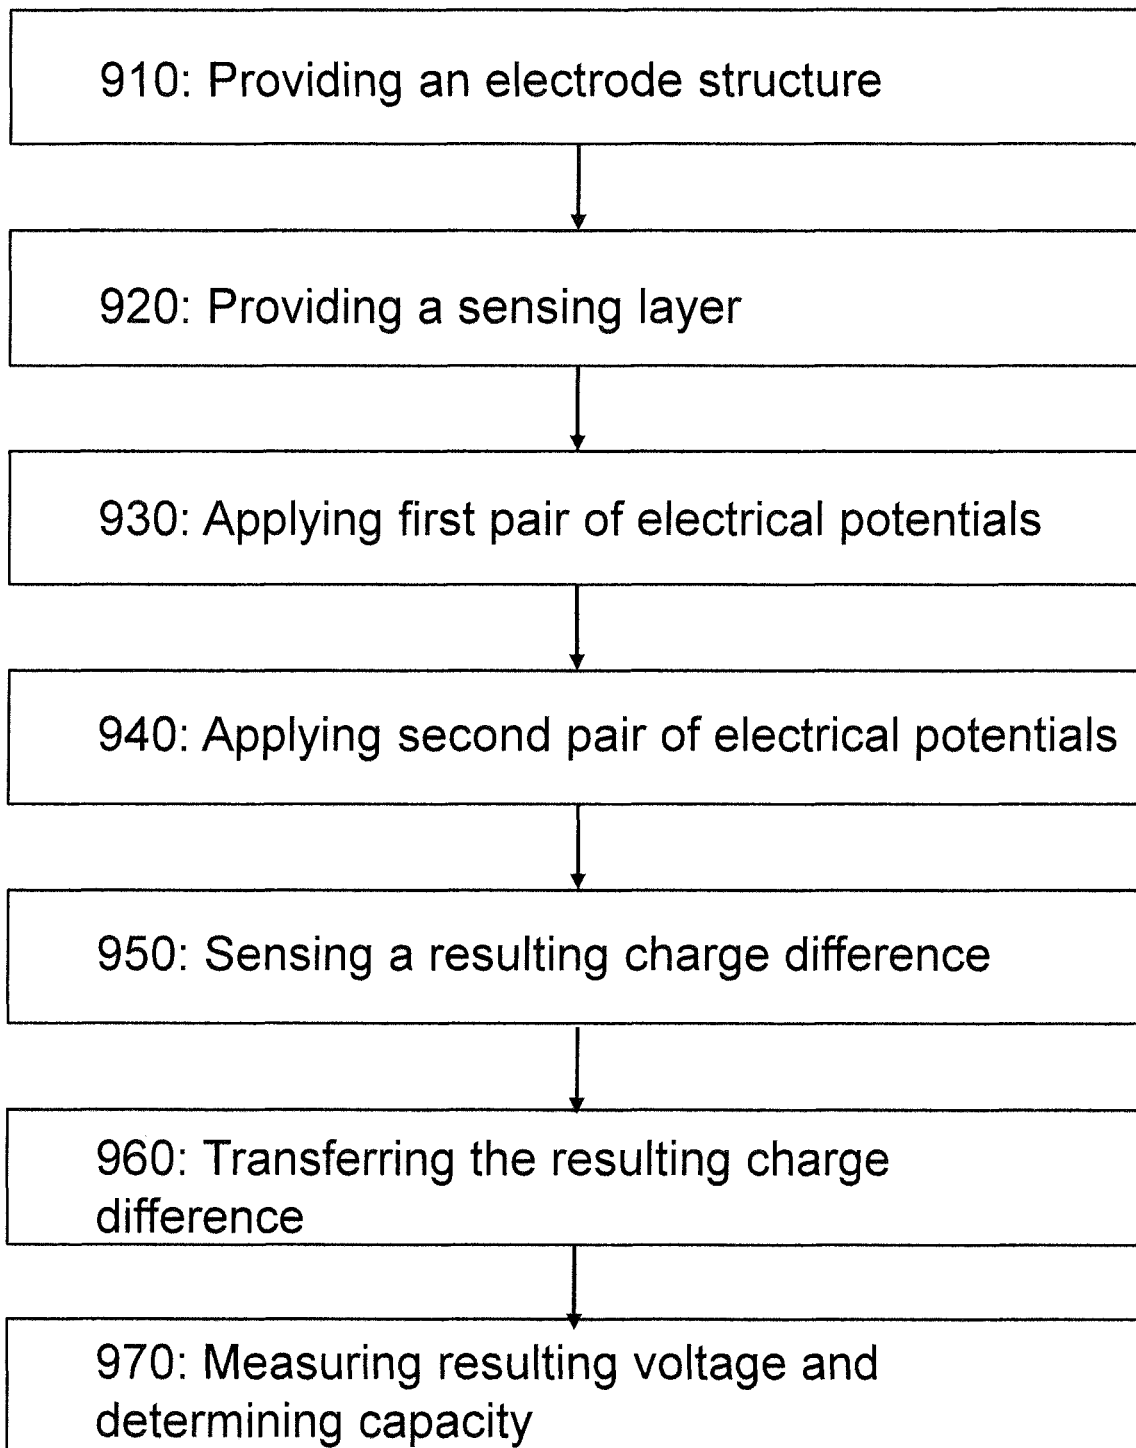 910: Providing an electrode structure
920: Providing a sensing layer
930: Applying first pair of electrical potentials
940: Applying second pair of electrical potentials
950: Sensing a resulting charge difference
960: Transferring the resulting charge
difference
970: Measuring resulting voltage and
determining capacity